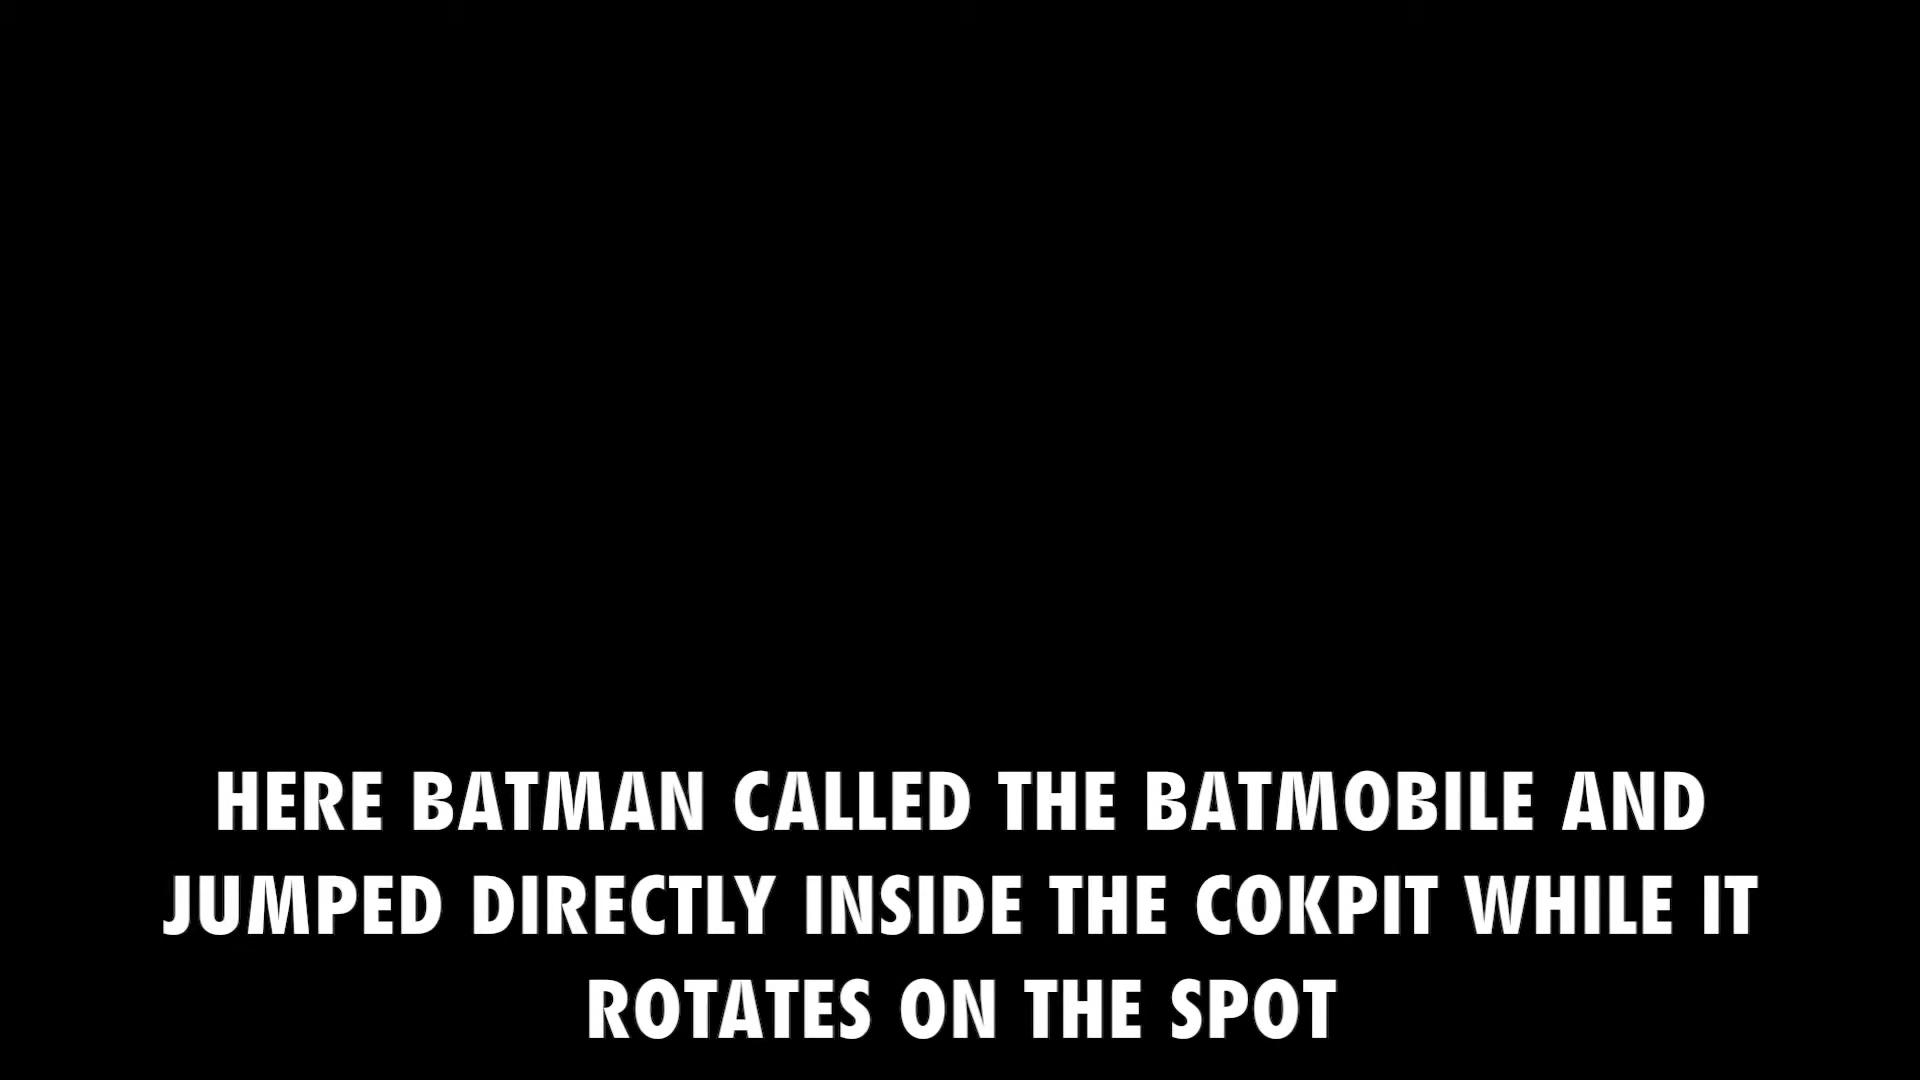 HERE BATMAN CALLED THE BATMOBILE AND
JUMPED DIRECTLY INSIDE THE COKPIT WHILE IT
ROTATES ON THE SPOT